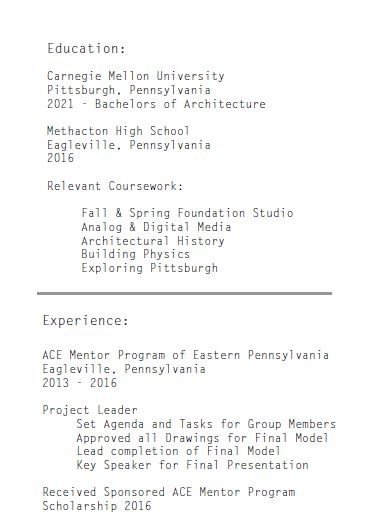 Education:
Carnegie Mellon University
Pittsburgh, Pennsylvania
2021 - Bachelors of Architecture
Methacton High School
Eagleville, Pennsylvania
2016
Relevant Coursework:
Fall & Spring Foundation Studio
Analog & Digital Media
Architectural History
Building Physics
Exploring Pittsburgh
Experience:
ACE Mentor Program of Eastern Pennsylvania
Eagleville, Pennsylvania
2013 - 2016
Project Leader
Set Agenda and Tasks for Group Members
Approved all Drawings for Final Model
Lead completion of Final Model
Key Speaker for Final Presentation
Received Sponsored ACE Mentor Program
Scholarship 2016